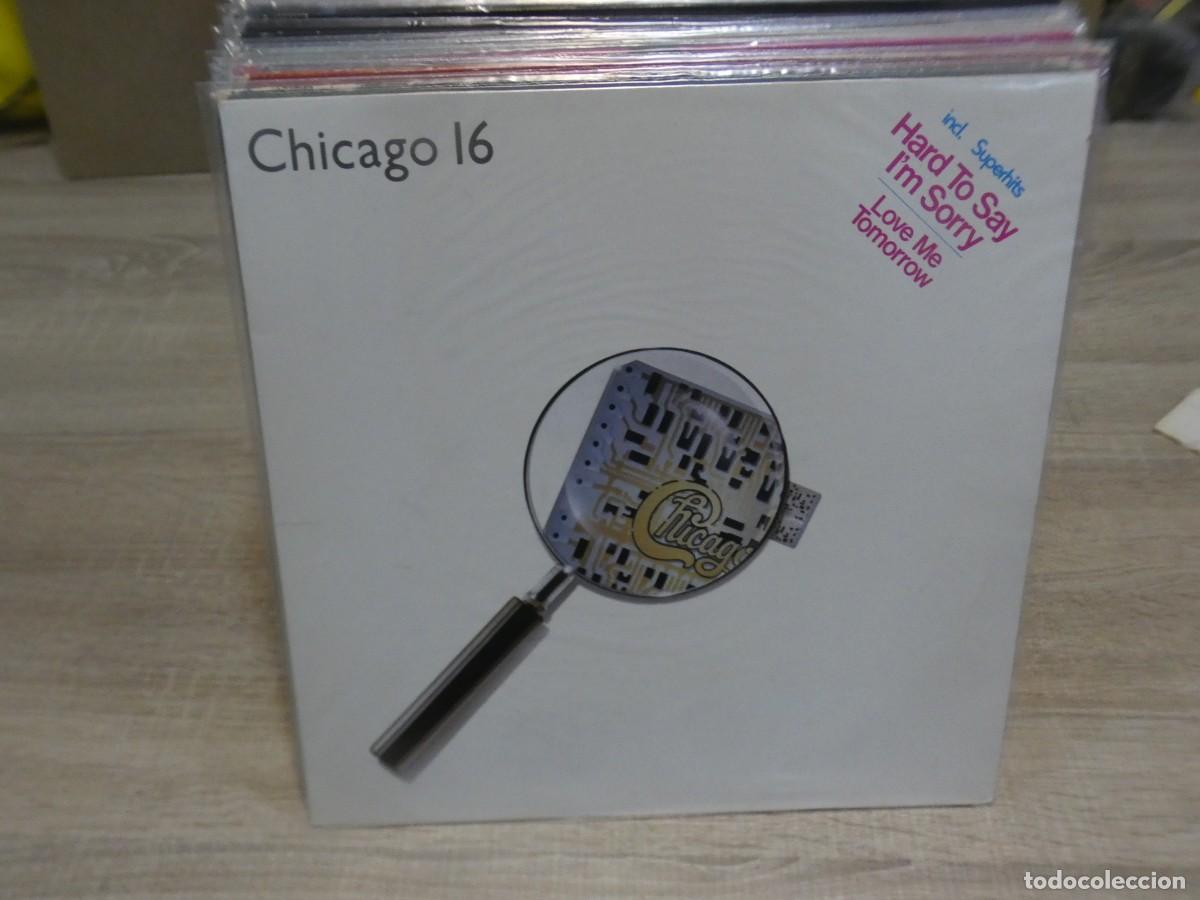 Chicago 16
incl. Superhits
Hard To Say
I'm Sorry
Love Me
Tomorrow
Chicago
todocoleccion